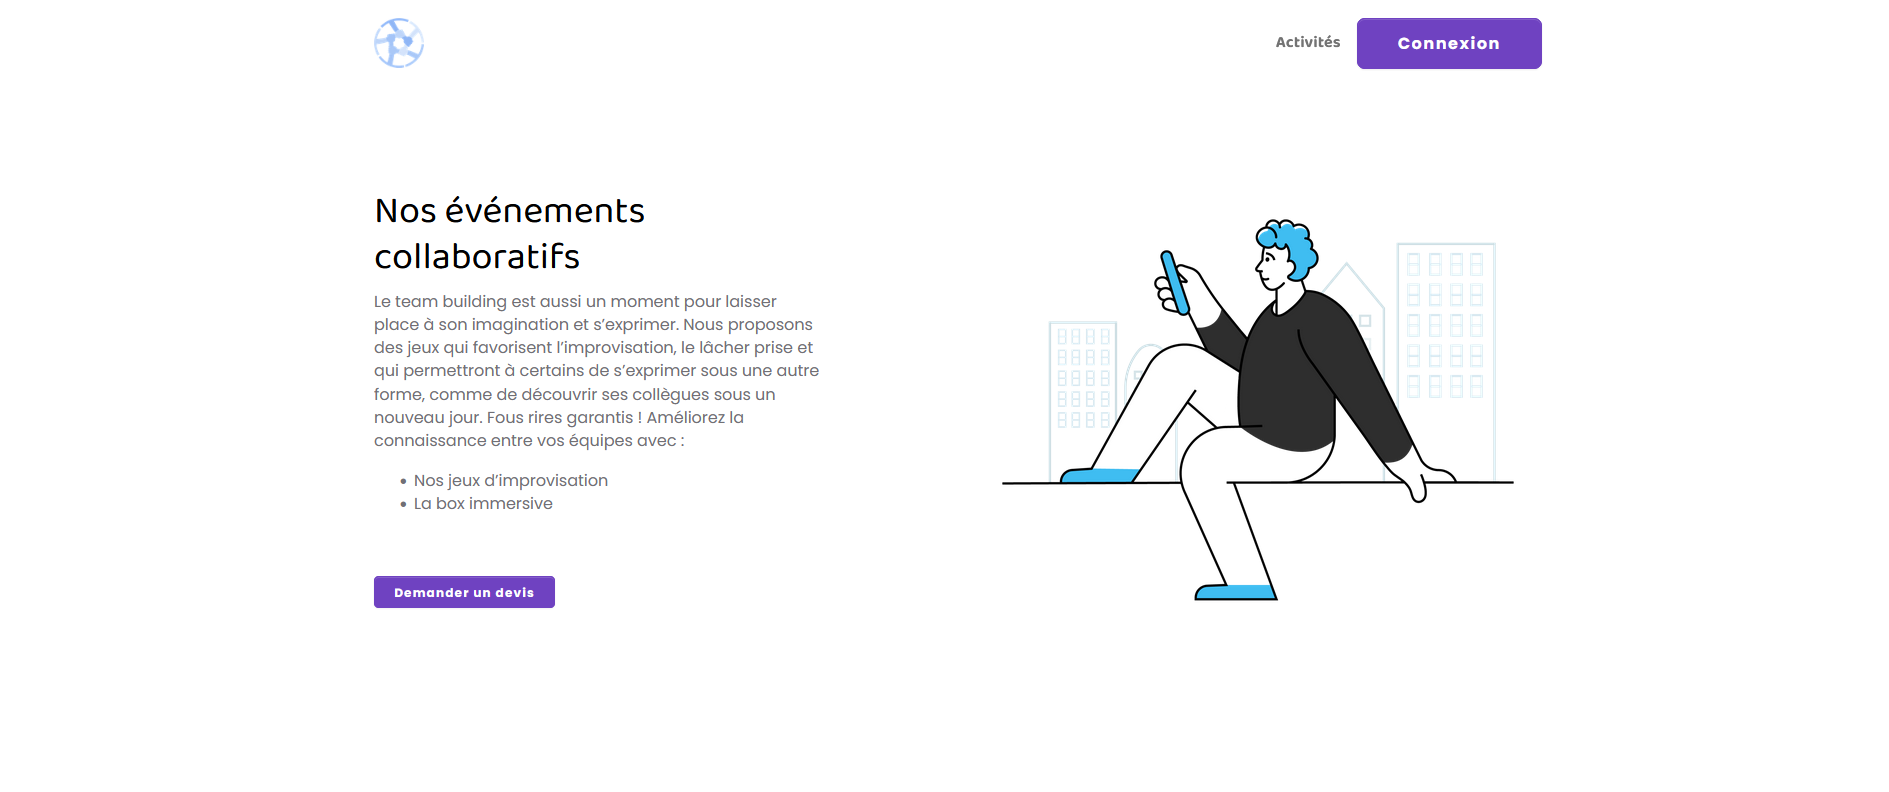 Activités
Connexion
Nos événements
collaboratifs
Le team building est aussi un moment pour laisser
place à son imagination et s’exprimer. Nous proposons
des jeux qui favorisent l’improvisation, le lâcher prise et
qui permettront à certains de s’exprimer sous une autre
forme, comme de découvrir ses collègues sous un
nouveau jour. Fous rires garantis ! Améliorez la
connaissance entre vos équipes avec :
• Nos jeux d’improvisation
• La box immersive
Demander un devis